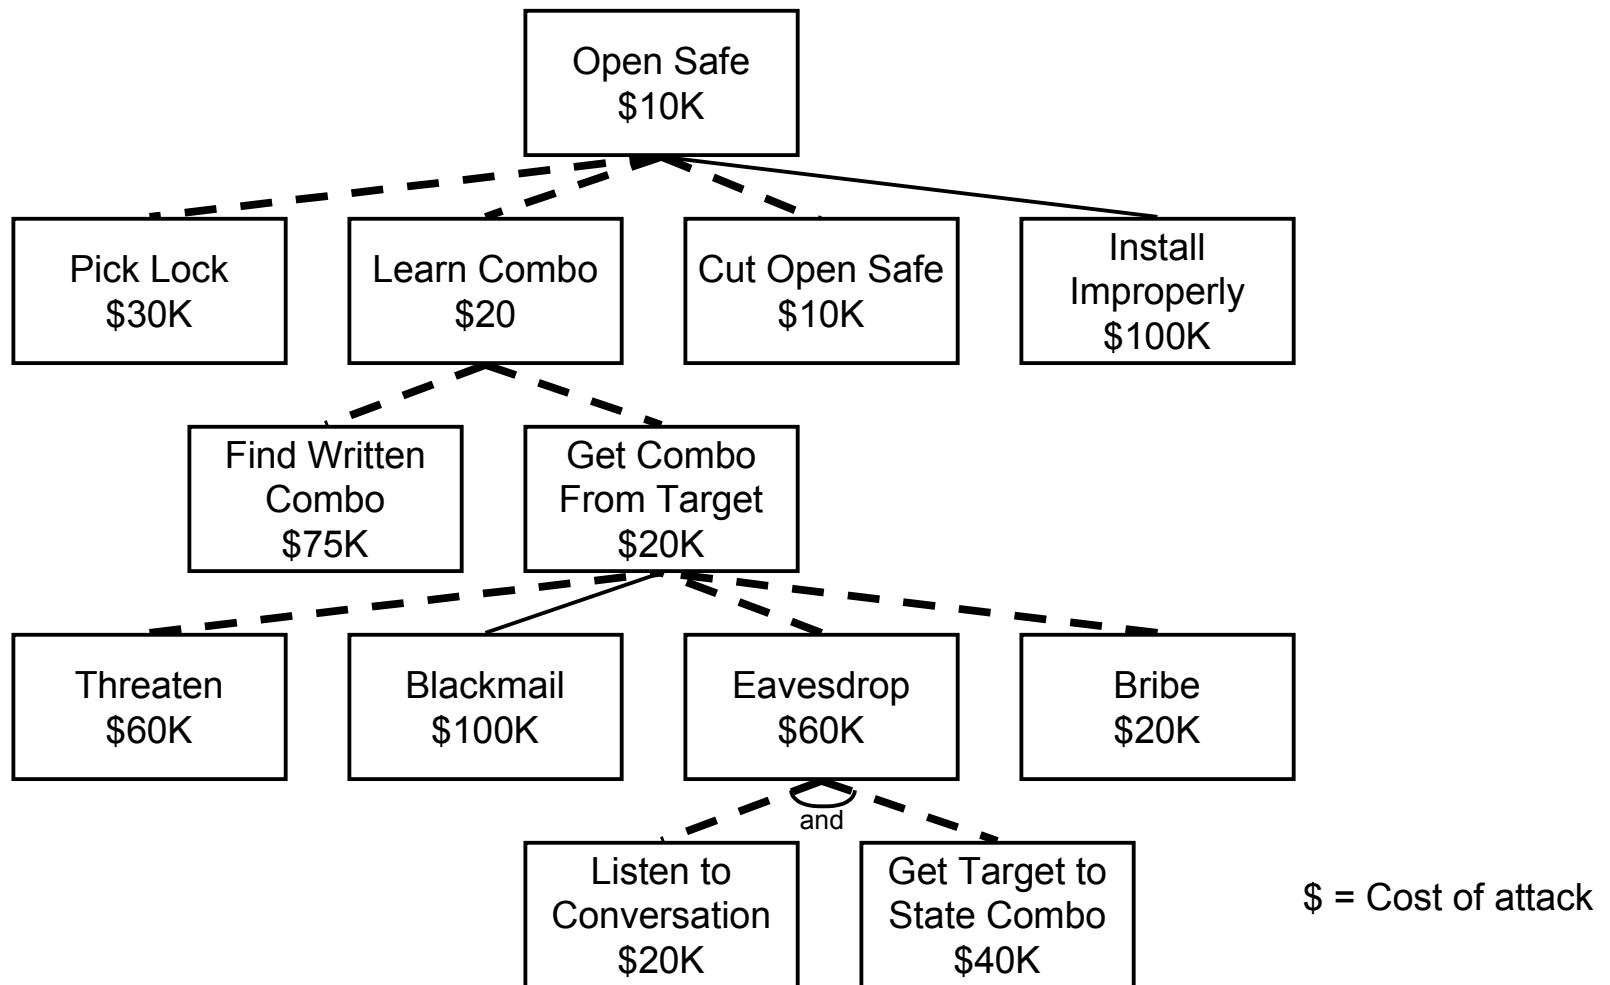 Open Safe
$10K
Pick Lock
$30K
Learn Combo
$20
Cut Open Safe
$10K
Install
Improperly
$100K
Find Written
Combo
$75K
Get Combo
From Target
$20K
Threaten
$60K
Blackmail
$100K
Eavesdrop
$60K
Bribe
$20K
and
Listen to
Conversation
$20K
Get Target to
State Combo
$40K
$ = Cost of attack